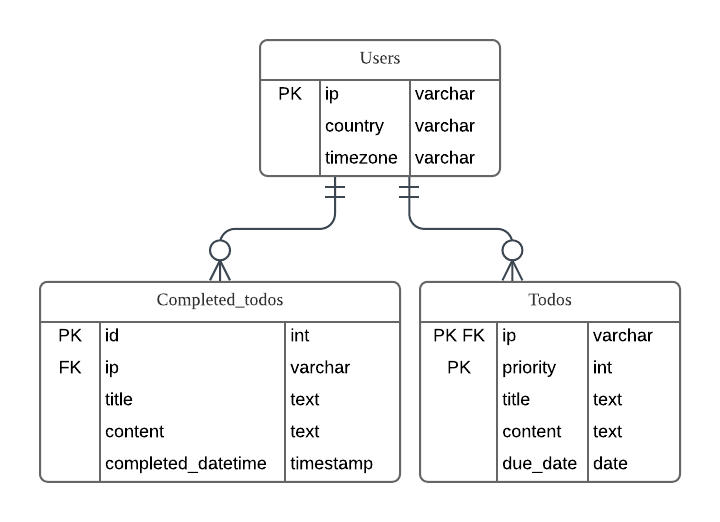 Users
PK ip varchar
country varchar
timezone varchar
Completed_todos
PK id int
FK ip varchar
title text
content text
completed_datetime timestamp
Todos
PK FK ip varchar
PK priority int
title text
content text
due_date date